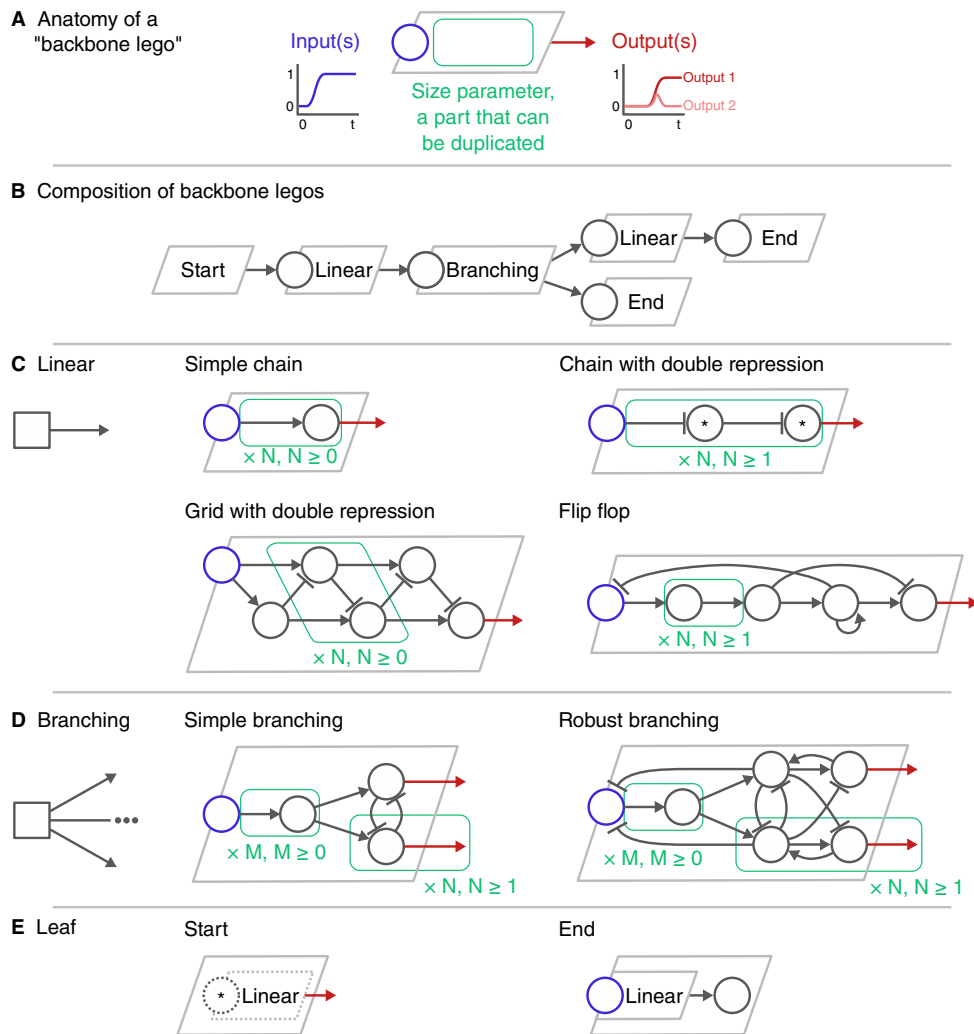 A Anatomy of a
"backbone lego"
Input(s)
Output(s)
1
0
0
t
Size parameter,
a part that can
be duplicated
1
0
0
t
Output 1
Output 2
B Composition of backbone legos
Start
Linear
Branching
Linear
End
End
C Linear
Simple chain
Chain with double repression
× N, N ≥ 0
*
*
× N, N ≥ 1
Grid with double repression
Flip flop
× N, N ≥ 0
× N, N ≥ 1
D Branching
Simple branching
Robust branching
•••
× M, M ≥ 0
× N, N ≥ 1
× M, M ≥ 0
× N, N ≥ 1
E Leaf
Start
End
* Linear
Linear